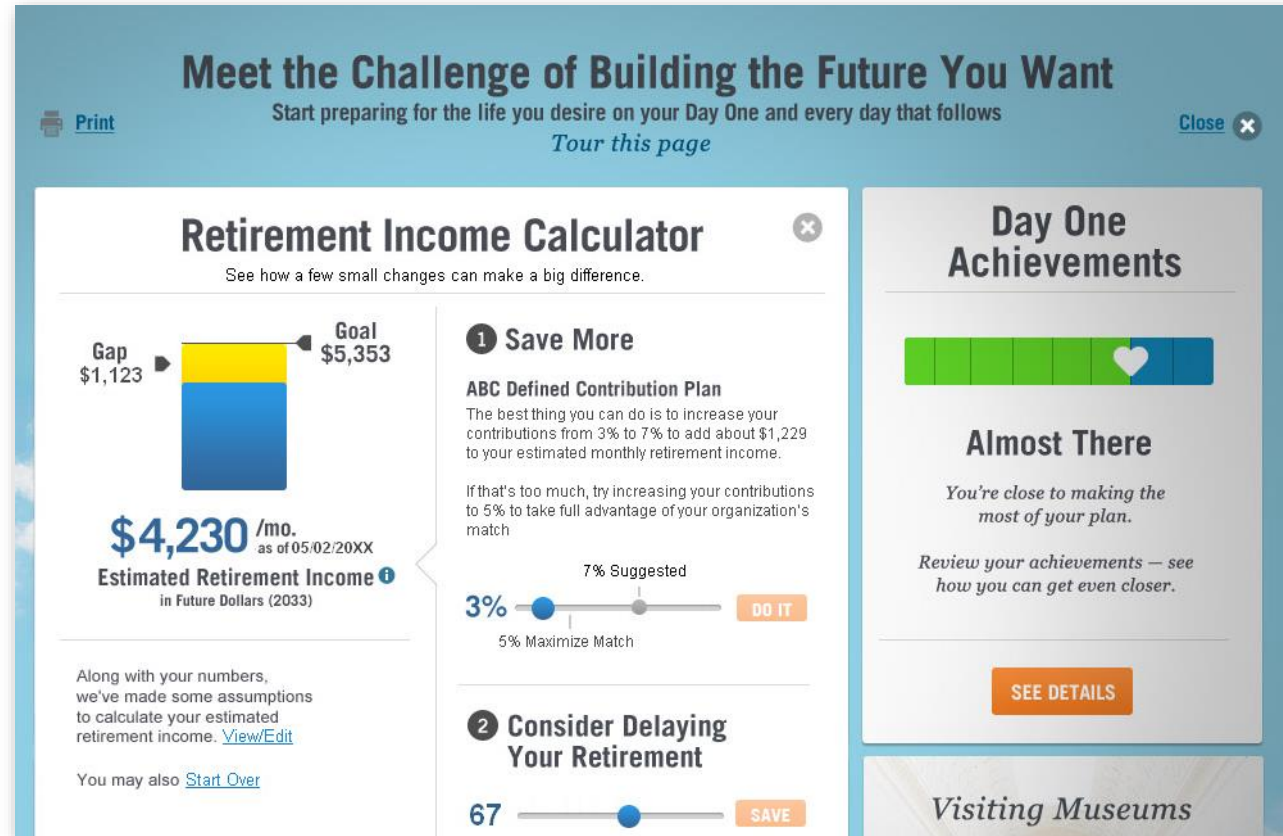 Meet the Challenge of Building the Future You Want
Start preparing for the life you desire on your Day One and every day that follows
Tour this page
Print
Close
Retirement Income Calculator
See how a few small changes can make a big difference.
Gap
$1,123
Goal
$5,353
$4,230 /mo.
as of 05/02/20XX
Estimated Retirement Income
in Future Dollars (2033)
Along with your numbers,
we've made some assumptions
to calculate your estimated
retirement income. View/Edit
You may also Start Over
1 Save More
ABC Defined Contribution Plan
The best thing you can do is to increase your
contributions from 3% to 7% to add about $1,229
to your estimated monthly retirement income.
If that's too much, try increasing your contributions
to 5% to take full advantage of your organization's
match
7% Suggested
3%
DO IT
5% Maximize Match
2 Consider Delaying
Your Retirement
67
SAVE
Day One
Achievements
Almost There
You're close to making the
most of your plan.
Review your achievements — see
how you can get even closer.
SEE DETAILS
Visiting Museums